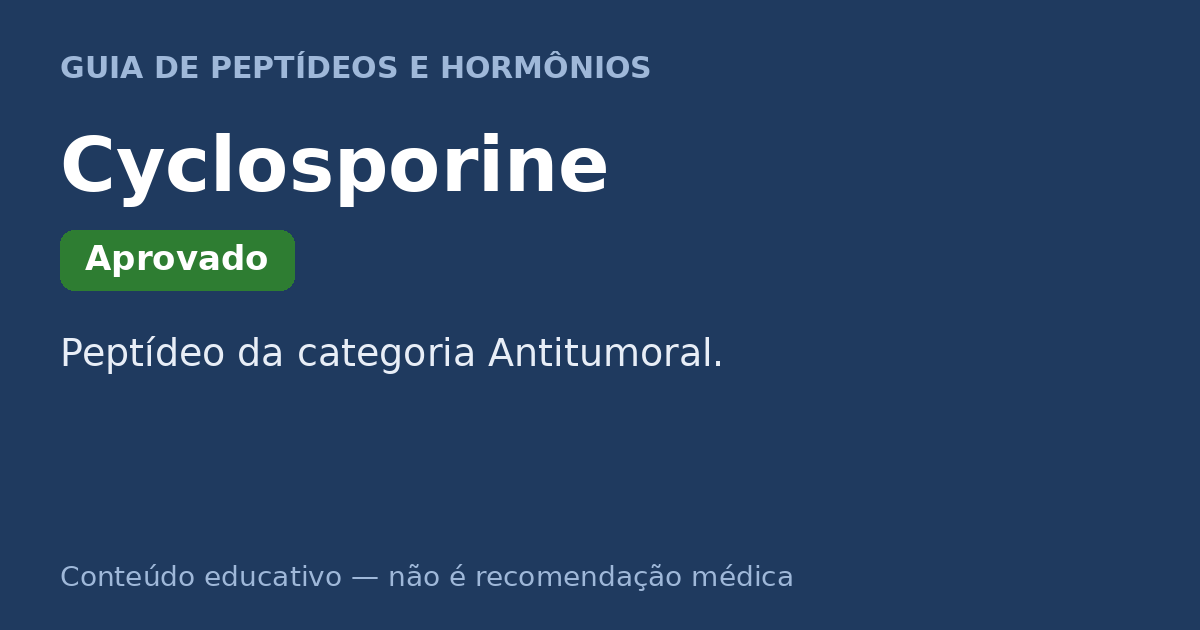 GUIA DE PEPTÍDEOS E HORMÔNIOS
Cyclosporine
Aprovado
Peptídeo da categoria Antitumoral.
Conteúdo educativo — não é recomendação médica